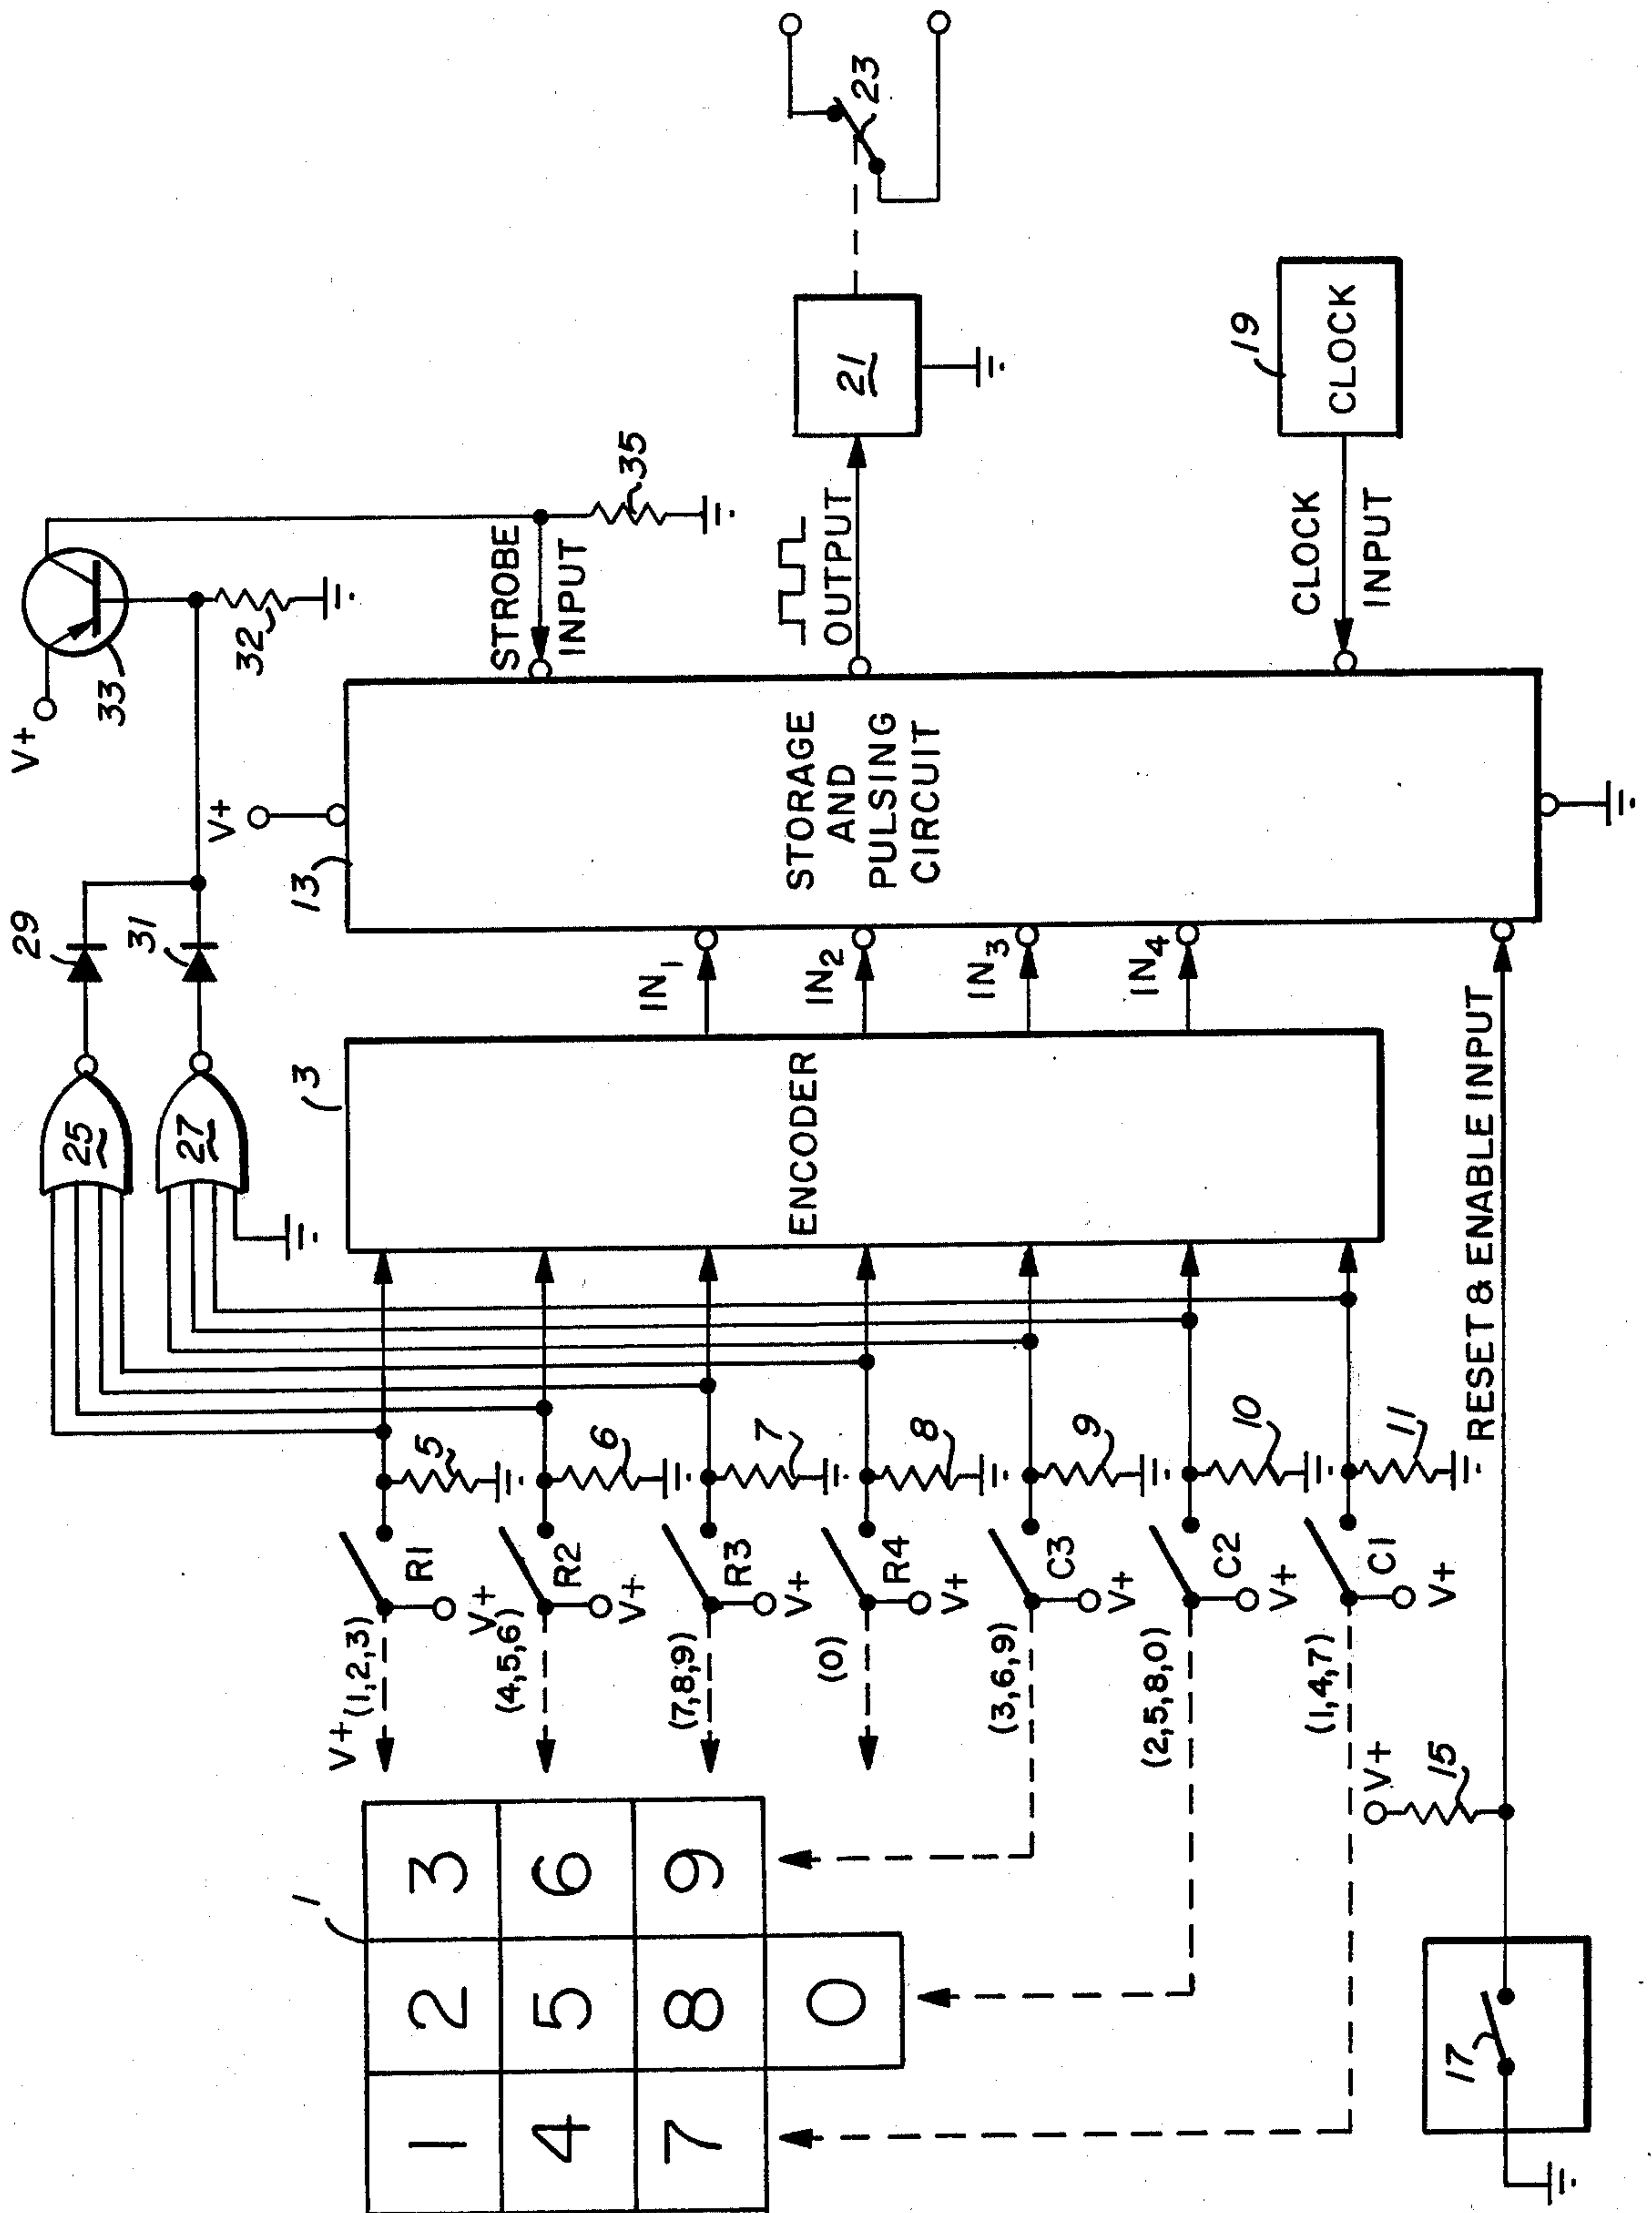 1
1 2 3
4 5 6
7 8 9
0
V+ (1,2,3)
V+
R1
5
(4,5,6)
V+
R2
6
(7,8,9)
V+
R3
7
(0)
V+
R4
8
(3,6,9)
V+
C3
9
(2,5,8,0)
V+
C2
10
(1,4,7)
V+
C1
11
V+
15
17
RESET & ENABLE INPUT
25
27
29
31
3
ENCODER
IN1
IN2
IN3
IN4
V+
13
STORAGE
AND
PULSING
CIRCUIT
V+
33
32
STROBE
INPUT
35
OUTPUT
21
23
CLOCK
INPUT
19
CLOCK